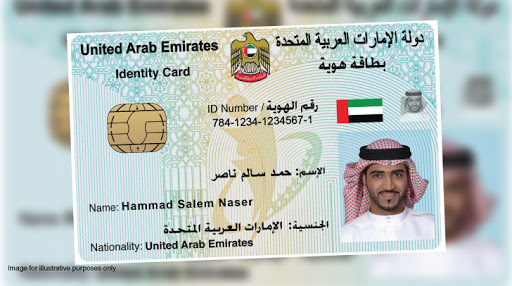 United Arab Emirates
دولة الإمارات العربية المتحدة
Identity Card
بطاقة هوية
ID Number / رقم الهوية
784-1234-1234567-1
الإسم: حمد سالم ناصر
Name: Hammad Salem Naser
الجنسية: الإمارات العربية المتحدة
Nationality: United Arab Emirates
Image for illustrative purposes only